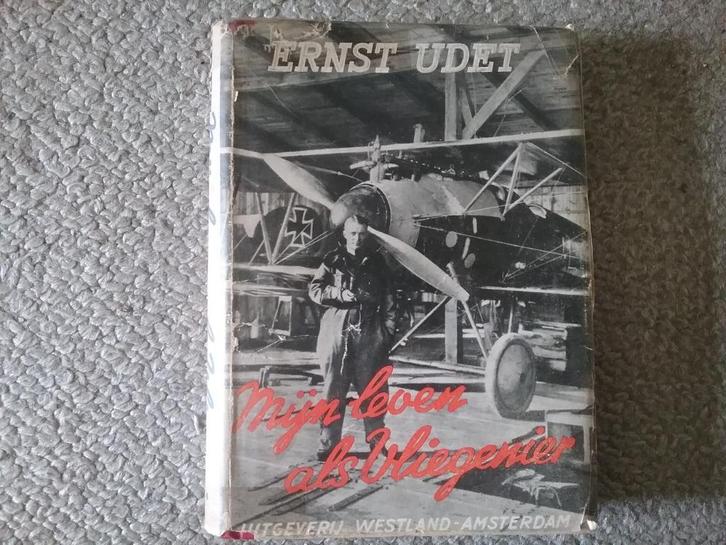 ERNST UDET
Mijn leven
als Vliegenier
UITGEVERIJ WESTLAND-AMSTERDAM